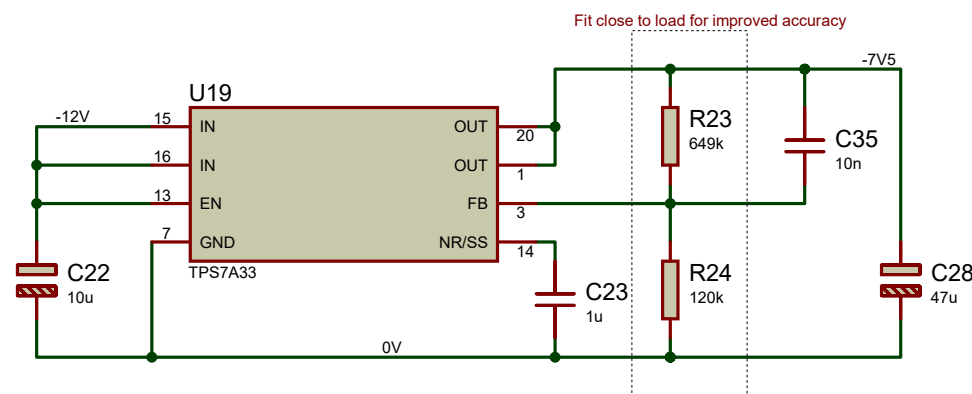 Fit close to load for improved accuracy
-7V5
U19
-12V
15
IN
OUT
20
R23
649k
C35
10n
16
IN
OUT
1
13
EN
FB
3
7
GND
NR/SS
14
TPS7A33
C22
10u
C23
1u
R24
120k
C28
47u
0V